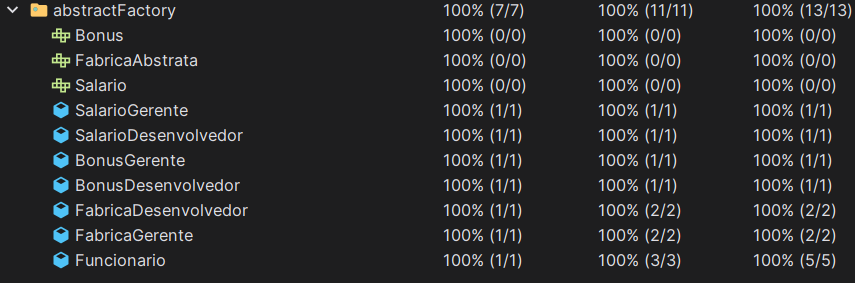 abstractFactory 100% (7/7) 100% (11/11) 100% (13/13)
Bonus 100% (0/0) 100% (0/0) 100% (0/0)
FabricaAbstrata 100% (0/0) 100% (0/0) 100% (0/0)
Salario 100% (0/0) 100% (0/0) 100% (0/0)
SalarioGerente 100% (1/1) 100% (1/1) 100% (1/1)
SalarioDesenvolvedor 100% (1/1) 100% (1/1) 100% (1/1)
BonusGerente 100% (1/1) 100% (1/1) 100% (1/1)
BonusDesenvolvedor 100% (1/1) 100% (1/1) 100% (1/1)
FabricaDesenvolvedor 100% (1/1) 100% (2/2) 100% (2/2)
FabricaGerente 100% (1/1) 100% (2/2) 100% (2/2)
Funcionario 100% (1/1) 100% (3/3) 100% (5/5)